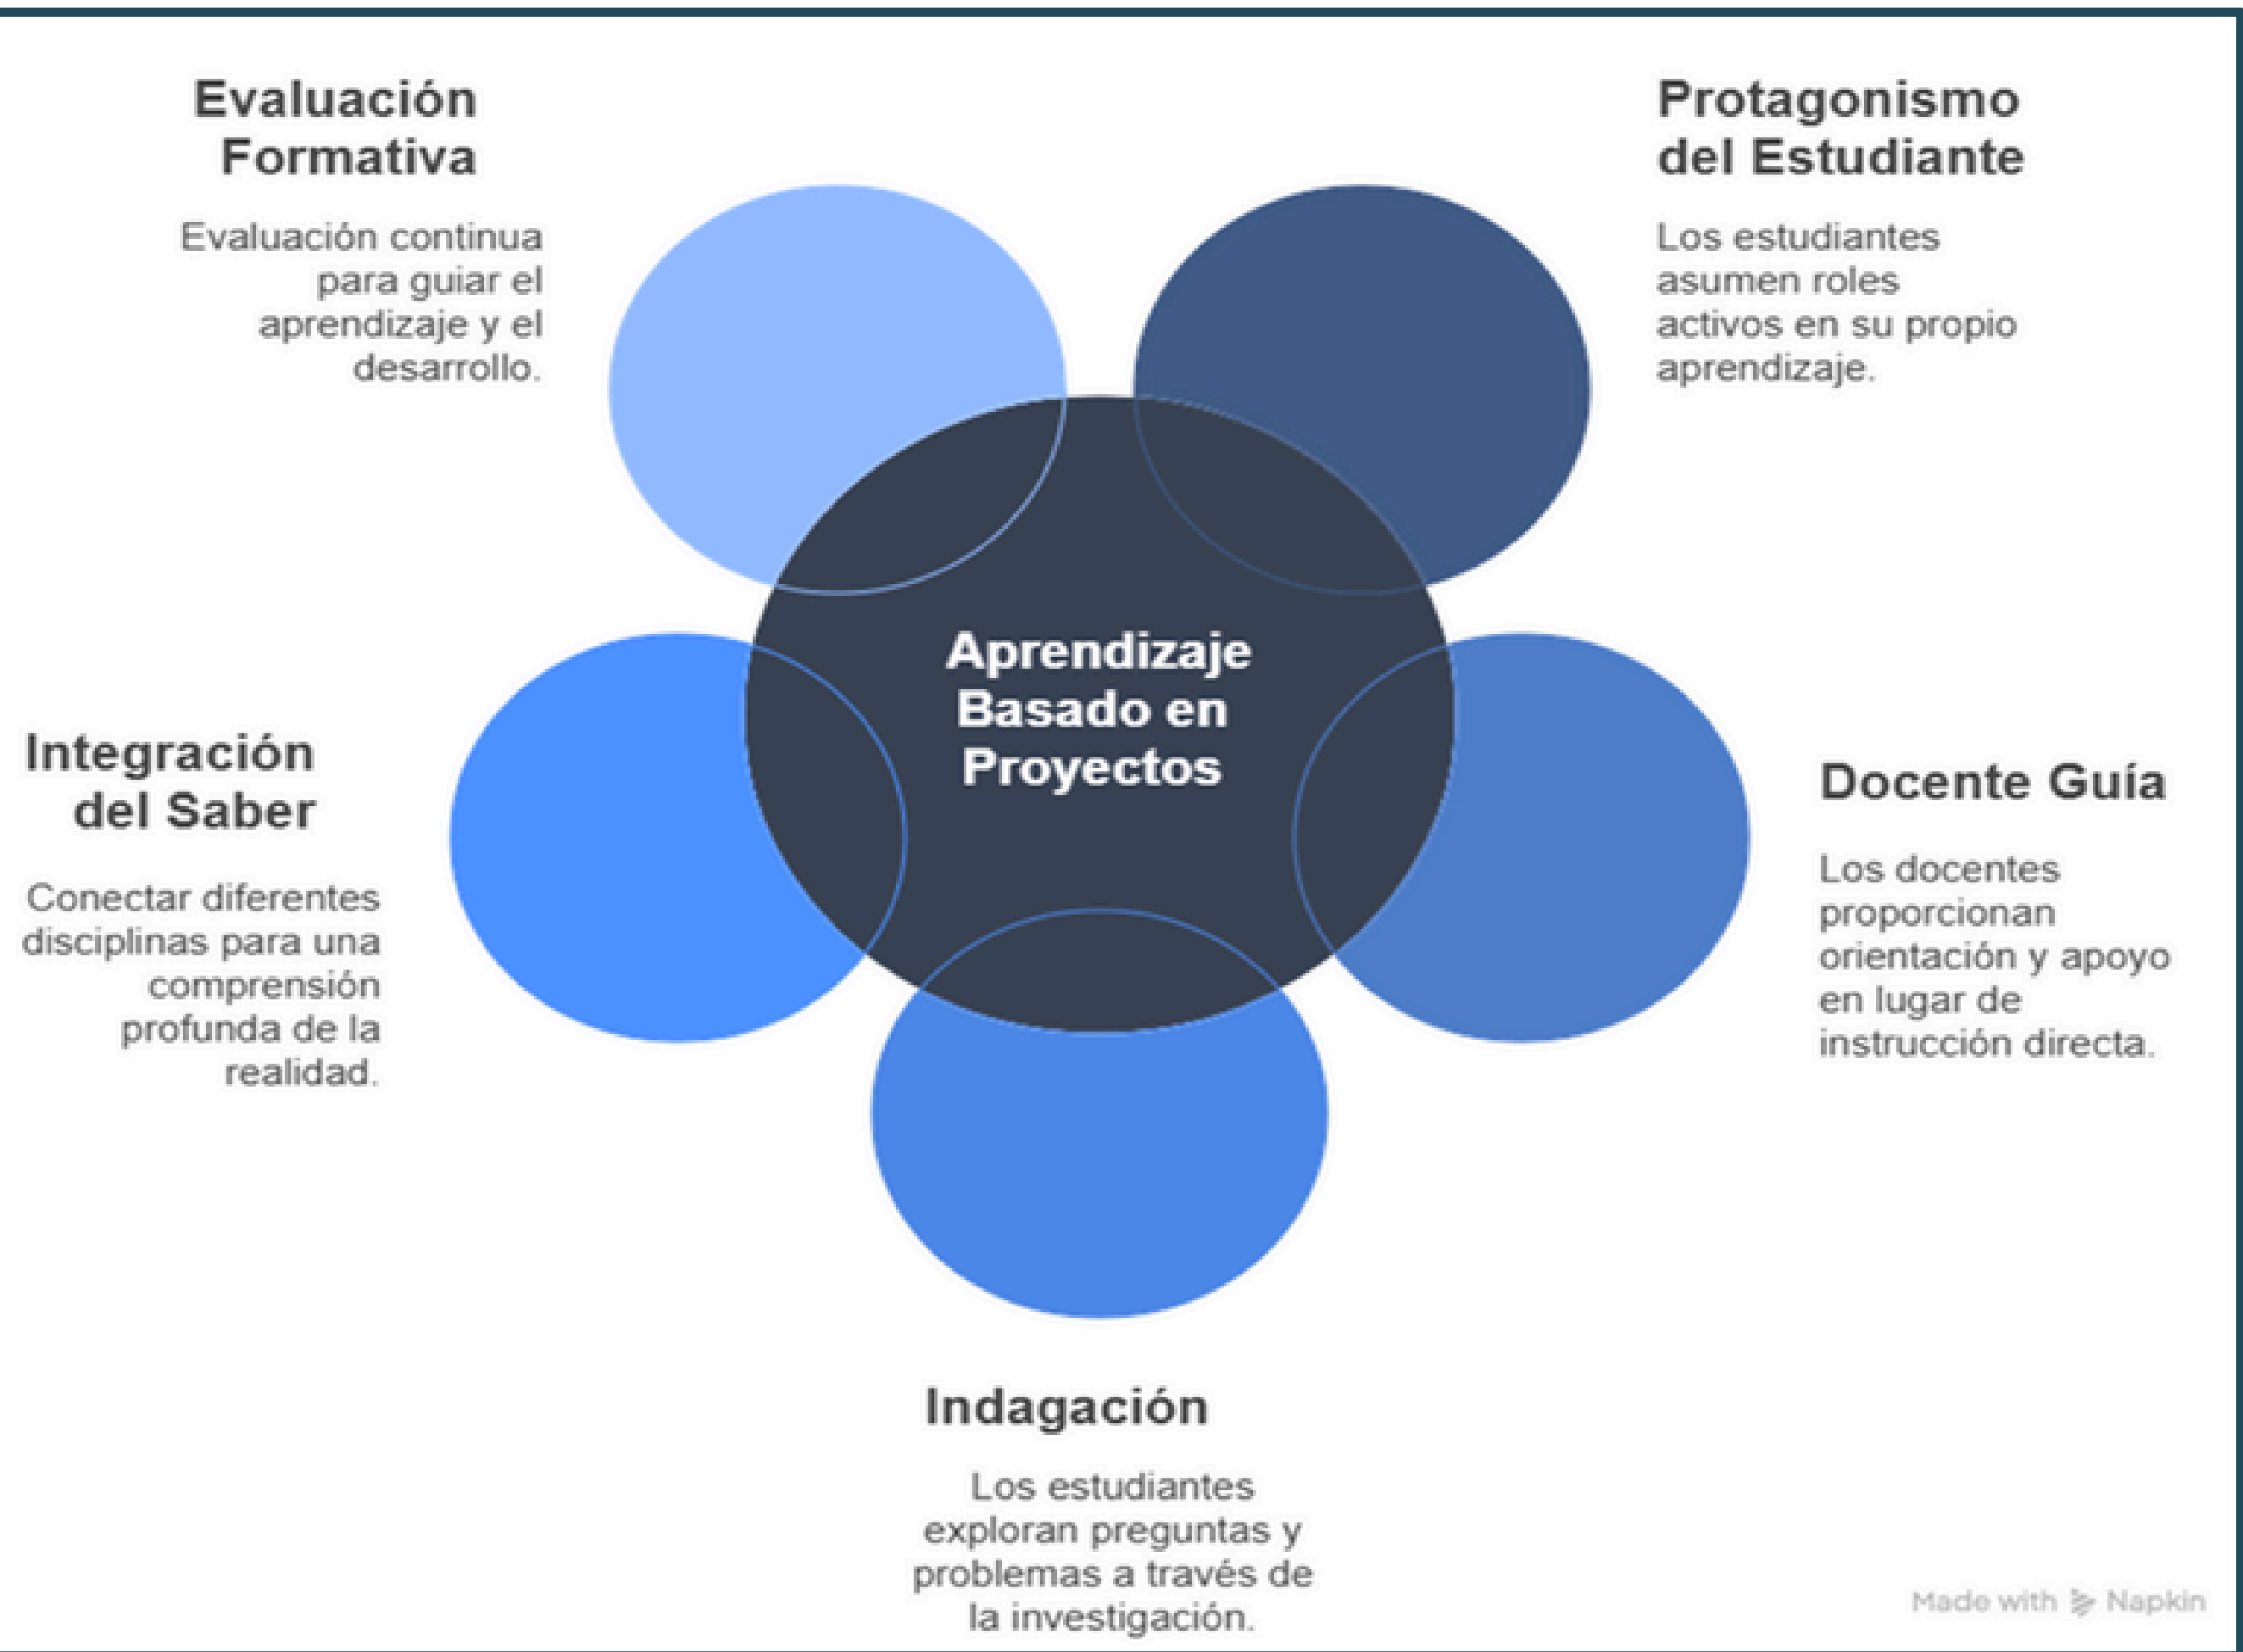 Evaluación
Formativa
Evaluación continua
para guiar el
aprendizaje y el
desarrollo.
Protagonismo
del Estudiante
Los estudiantes
asumen roles
activos en su propio
aprendizaje.
Aprendizaje
Basado en
Proyectos
Integración
del Saber
Conectar diferentes
disciplinas para una
comprensión
profunda de la
realidad.
Docente Guía
Los docentes
proporcionan
orientación y apoyo
en lugar de
instrucción directa.
Indagación
Los estudiantes
exploran preguntas y
problemas a través de
la investigación.
Made with Napkin